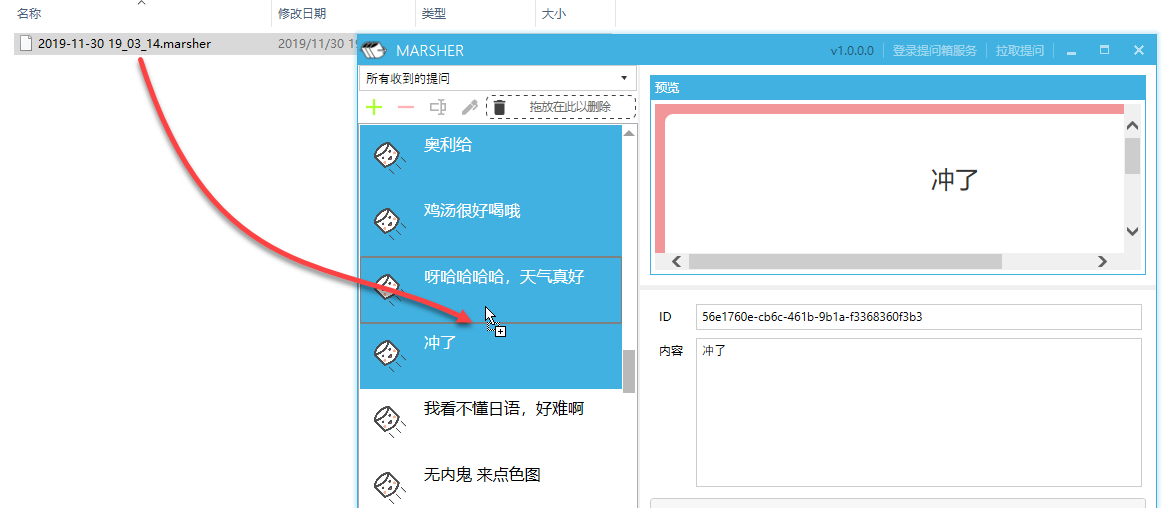 名称 修改日期 类型 大小
2019-11-30 19_03_14.marsher 2019/11/30 19
MARSHER v1.0.0.0 登录提问箱服务 拉取提问
所有收到的提问
拖放在此以删除
预览
奥利给
鸡汤很好喝哦
呀哈哈哈哈，天气真好
冲了
我看不懂日语，好难啊
无内鬼 来点色图
冲了
ID 56e1760e-cb6c-461b-9b1a-f3368360f3b3
内容 冲了